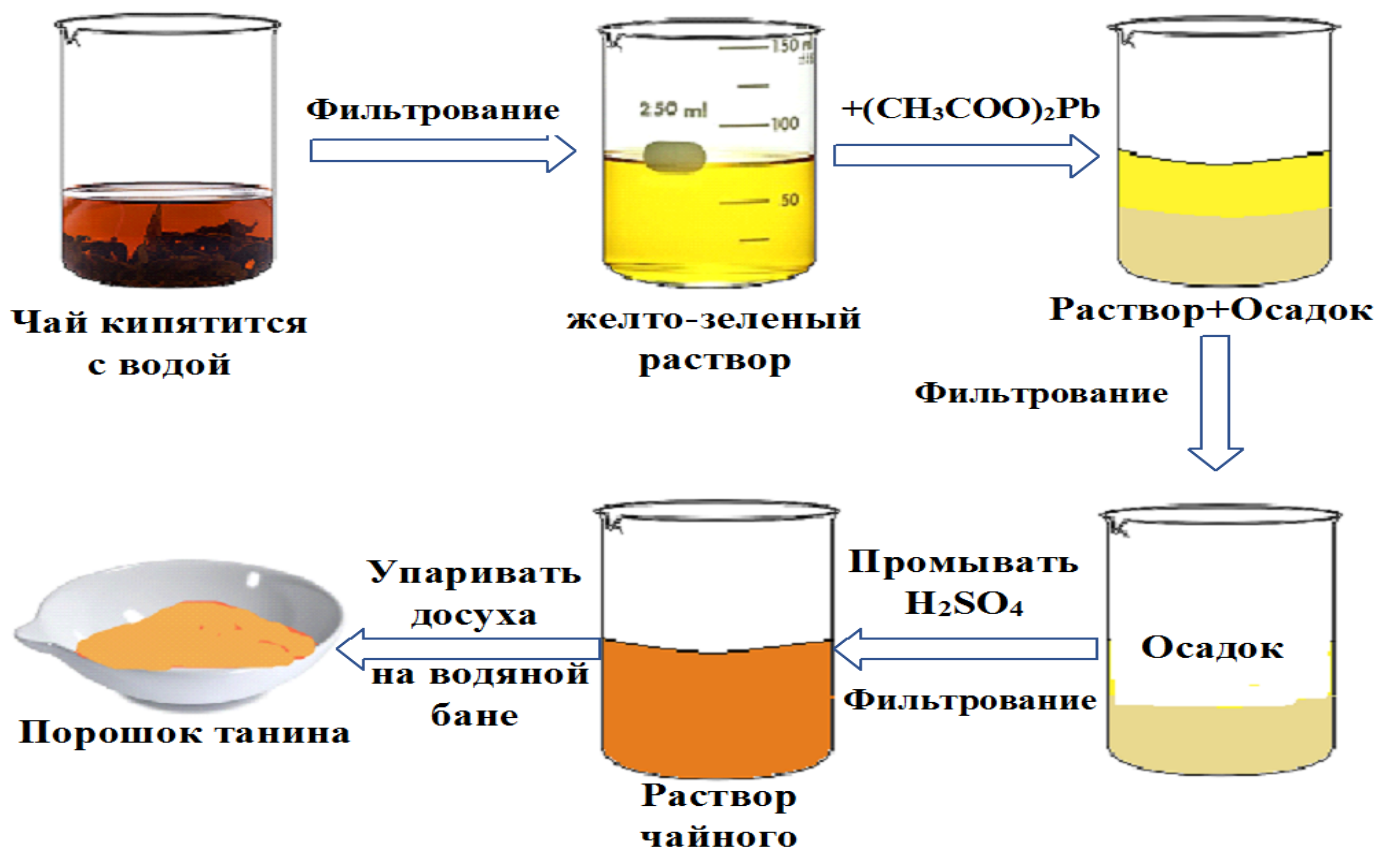 Фильтрование
250 ml
150 ml
100
50
+(CH₃COO)₂Pb
Чай кипятится
с водой
желто-зеленый
раствор
Раствор+Осадок
Фильтрование
Осадок
Промывать
H₂SO₄
Фильтрование
Раствор
чайного
Упаривать
досуха
на водяной
бане
Порошок танина